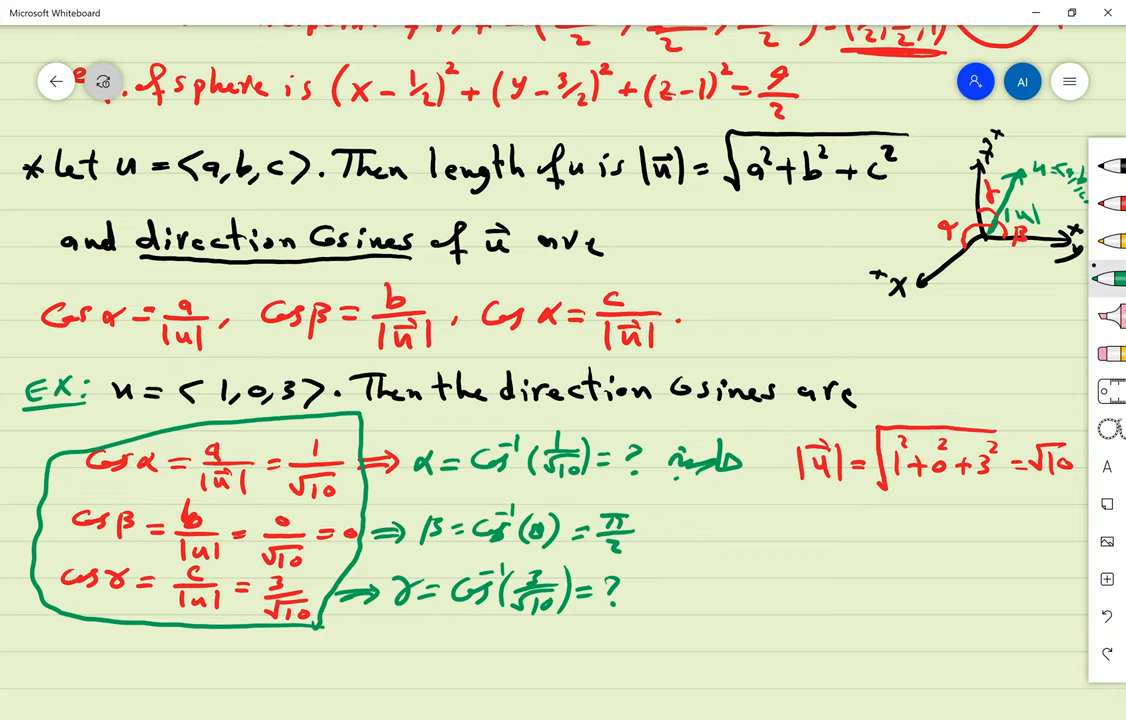 Microsoft Whiteboard
. of sphere is (x - 1/2)² + (y - 3/2)² + (z - 1)² = 9/2
AI
* Let u = <a, b, c>. Then length of u is |u⃗| = √(a² + b² + c²)
+z
γ
u = <a, b
|u|
α
β
+y
+x
and direction Cosines of u⃗ are
Cos α = a/|u|, Cos β = b/|u⃗|, Cos α = c/|u⃗|.
EX: u = < 1, 0, 3 >. Then the direction Cosines are
Cos α = a/|u⃗| = 1/√10 ⟹ α = Cos⁻¹(1/√10) = ?
|u⃗| = √(1² + 0² + 3²) = √10
Cos β = b/|u| = 0/√10 = 0 ⟹ β = Cos⁻¹(0) = π/2
Cos γ = c/|u| = 3/√10 ⟹ γ = Cos⁻¹(3/√10) = ?
A